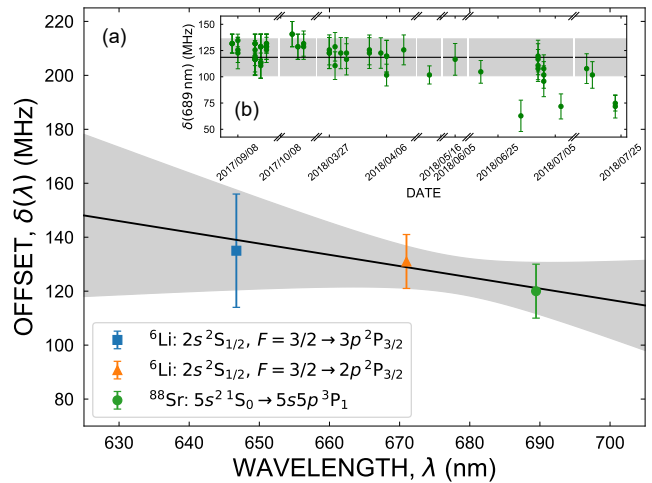 (a)
OFFSET, δ(λ) (MHz)
220
200
180
160
140
120
100
80
630 640 650 660 670 680 690 700
WAVELENGTH, λ (nm)
⁶Li: 2s ²S₁/₂, F = 3/2 → 3p ²P₃/₂
⁶Li: 2s ²S₁/₂, F = 3/2 → 2p ²P₃/₂
⁸⁸Sr: 5s² ¹S₀ → 5s5p ³P₁
(b)
δ(689 nm) (MHz)
150
125
100
75
50
2017/09/08 2017/10/08 2018/03/27 2018/04/06 2018/05/16 2018/06/05 2018/06/25 2018/07/05 2018/07/25
DATE